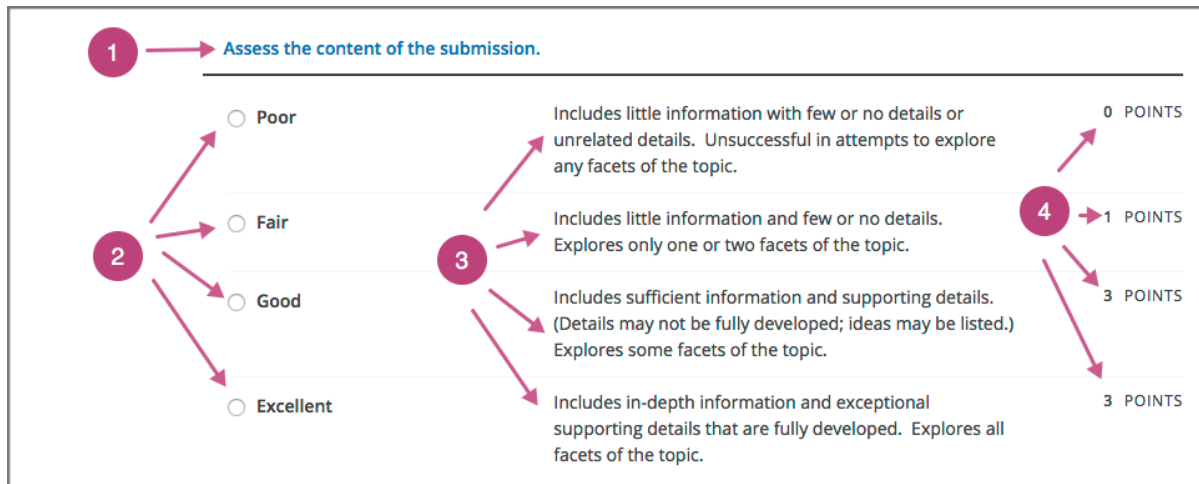 1
Assess the content of the submission.
Poor
Includes little information with few or no details or
unrelated details. Unsuccessful in attempts to explore
any facets of the topic.
0 POINTS
Fair
Includes little information and few or no details.
Explores only one or two facets of the topic.
1 POINTS
2
3
4
Good
Includes sufficient information and supporting details.
(Details may not be fully developed; ideas may be listed.)
Explores some facets of the topic.
3 POINTS
Excellent
Includes in-depth information and exceptional
supporting details that are fully developed. Explores all
facets of the topic.
3 POINTS